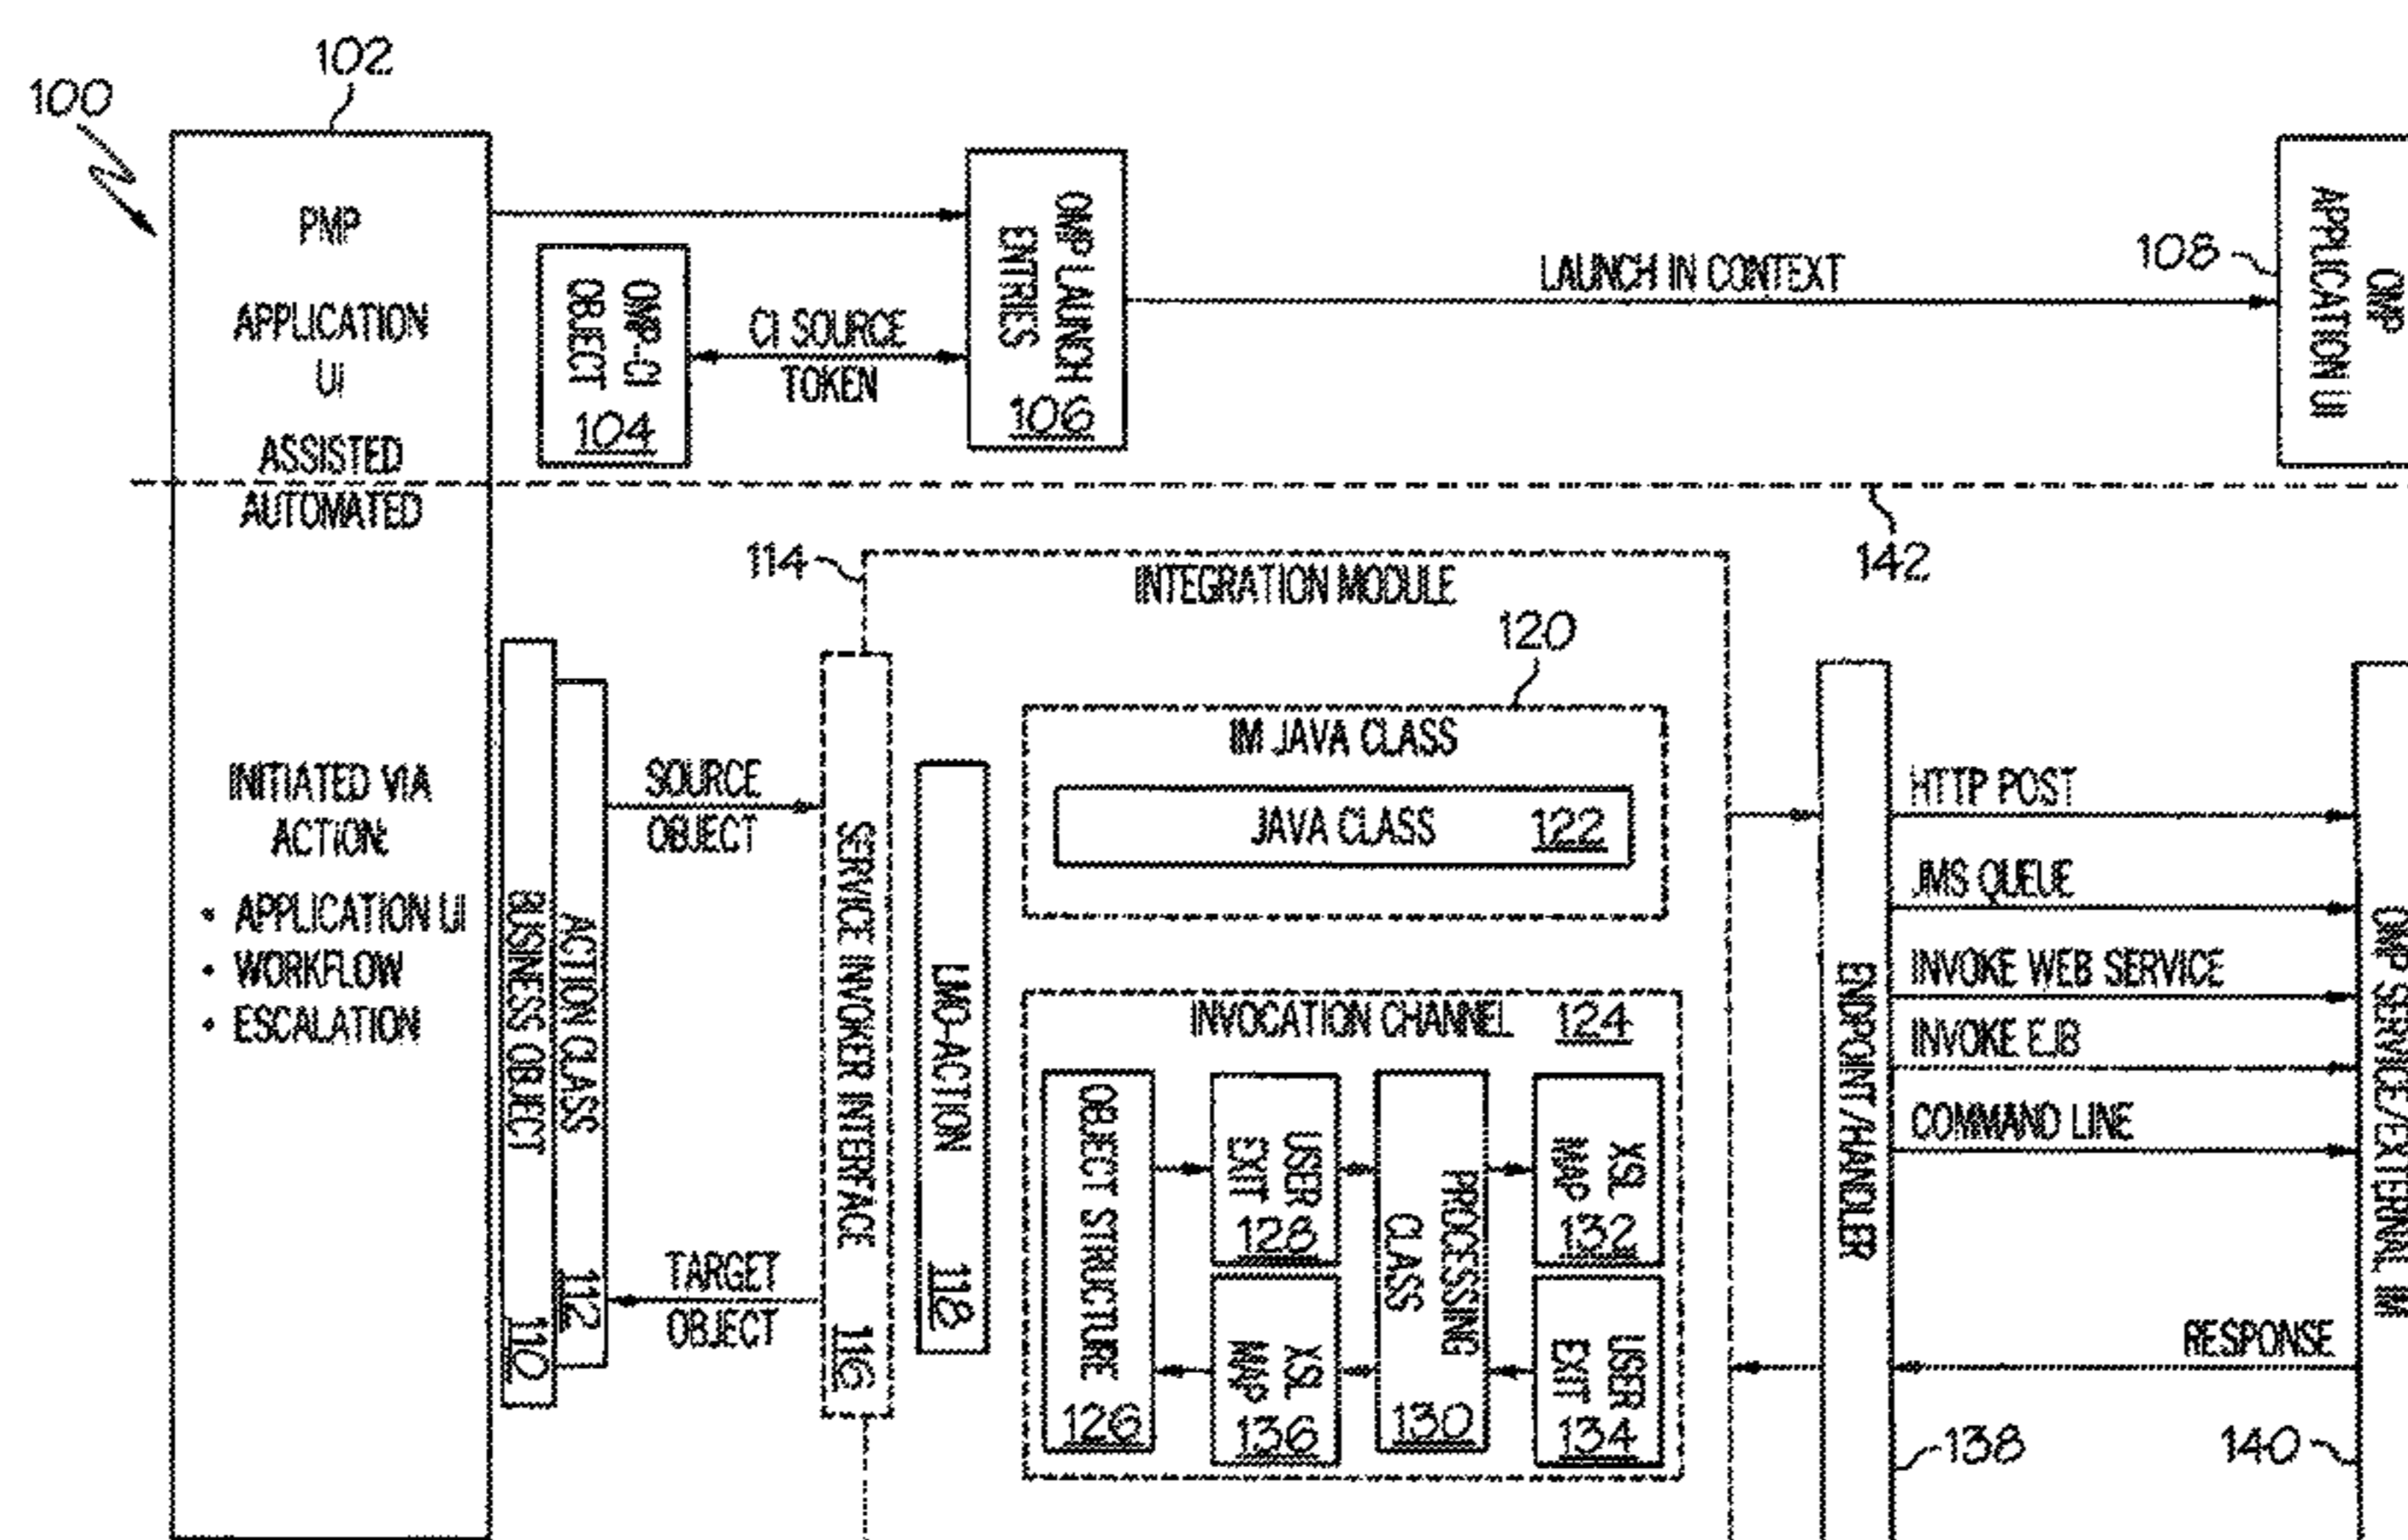 100
102
PMP
APPLICATION
UI
ASSISTED
AUTOMATED
INITIATED VIA
ACTION:
• APPLICATION UI
• WORKFLOW
• ESCALATION
OMP-CI
OBJECT
104
CI SOURCE
TOKEN
OMP LAUNCH
ENTRIES
106
LAUNCH IN CONTEXT
108
OMP
APPLICATION UI
142
BUSINESS OBJECT
110
ACTION CLASS
112
SOURCE
OBJECT
TARGET
OBJECT
114
INTEGRATION MODULE
SERVICE INVOKER INTERFACE
116
LMO-ACTION
118
120
IM JAVA CLASS
JAVA CLASS 122
INVOCATION CHANNEL 124
OBJECT STRUCTURE
126
USER
EXIT
128
PROCESSING
CLASS
130
XSL
MAP
132
USER
EXIT
134
XSL
MAP
136
ENDPOINT/HANDLER
138
HTTP POST
JMS QUEUE
INVOKE WEB SERVICE
INVOKE EJB
COMMAND LINE
RESPONSE
OMP SERVICE/EXTERNAL IM
140